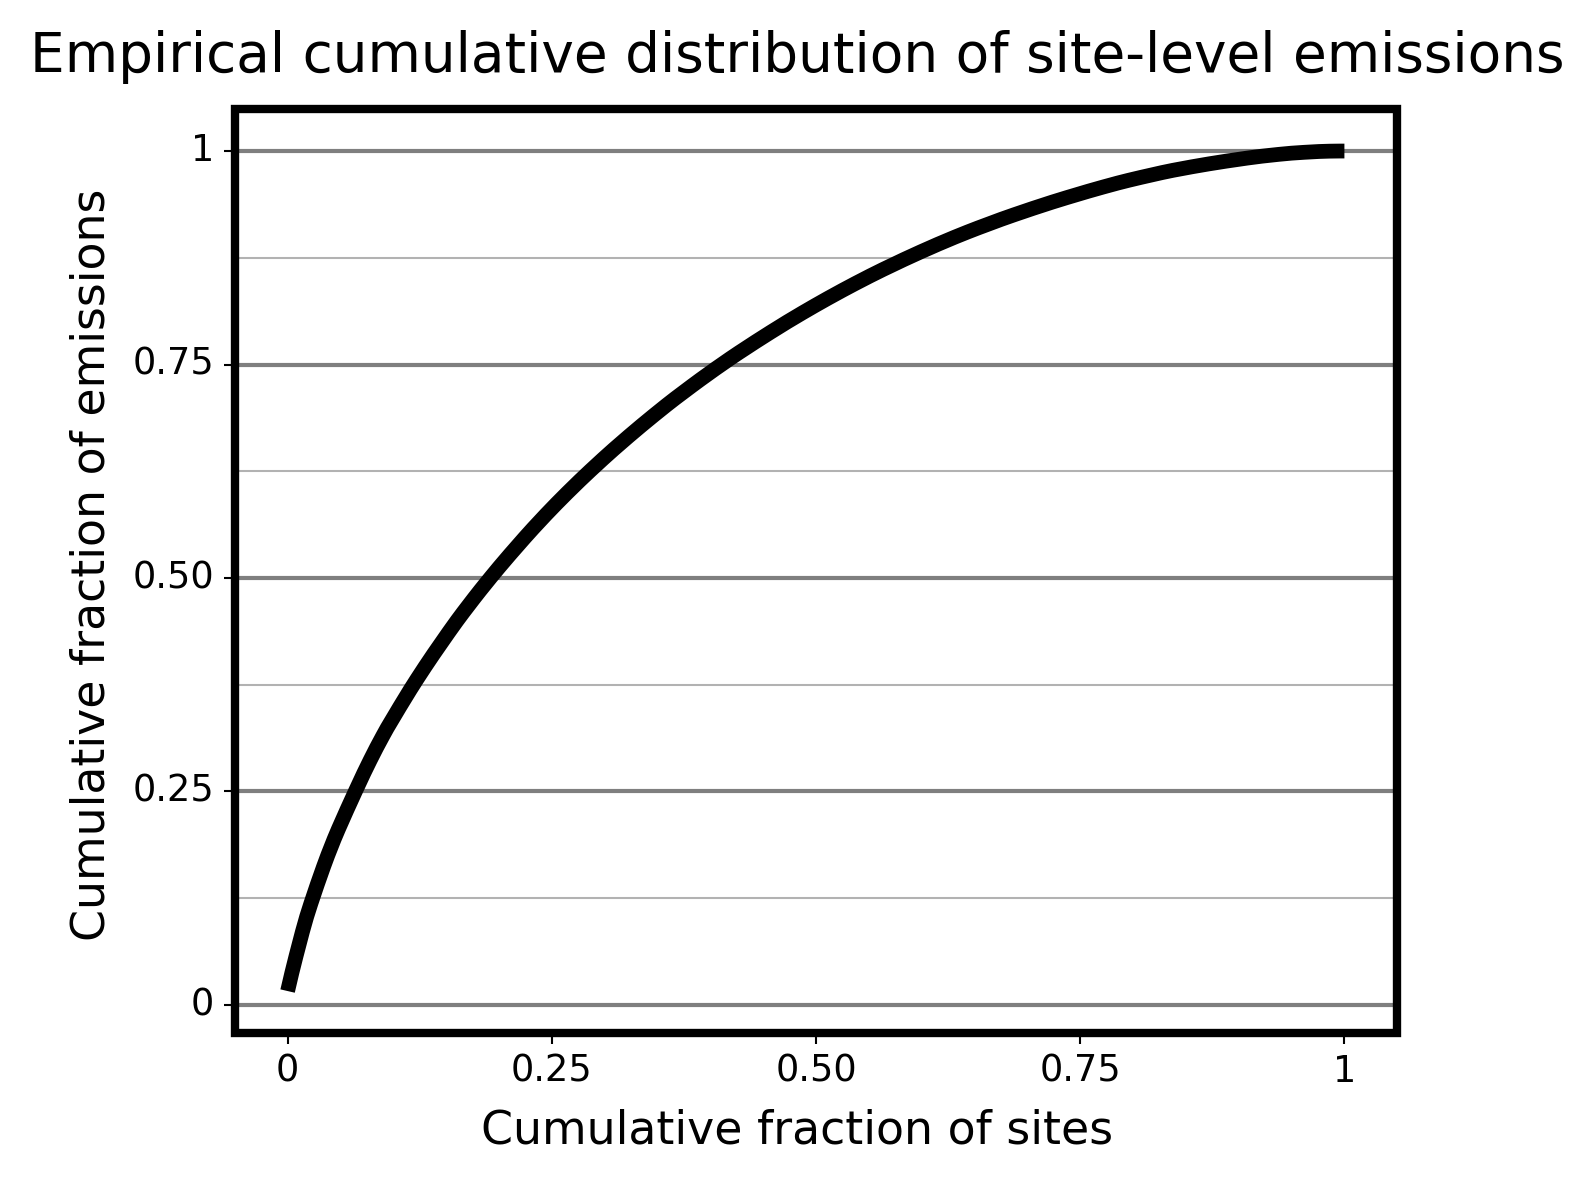 Empirical cumulative distribution of site-level emissions
Cumulative fraction of emissions
1
0.75
0.50
0.25
0
0 0.25 0.50 0.75 1
Cumulative fraction of sites